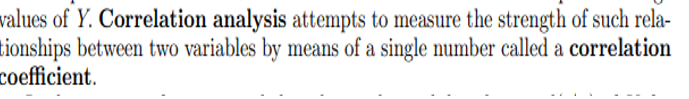 values of Y. Correlation analysis attempts to measure the strength of such rela-
tionships between two variables by means of a single number called a correlation
coefficient.